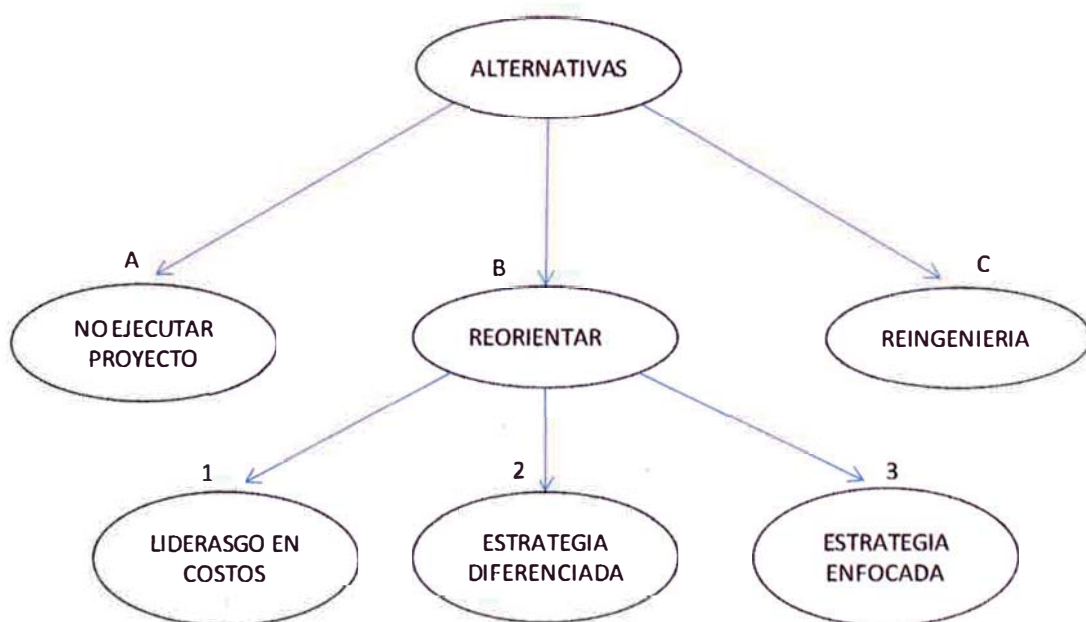 ALTERNATIVAS
A
B
C
NO EJECUTAR
PROYECTO
REORIENTAR
REINGENIERIA
1
2
3
LIDERASGO EN
COSTOS
ESTRATEGIA
DIFERENCIADA
ESTRATEGIA
ENFOCADA